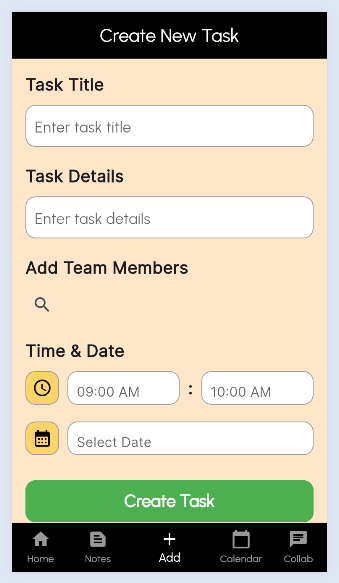 Create New Task
Task Title
Enter task title
Task Details
Enter task details
Add Team Members
Time & Date
09:00 AM : 10:00 AM
Select Date
Create Task
Home Notes Add Calendar Collab